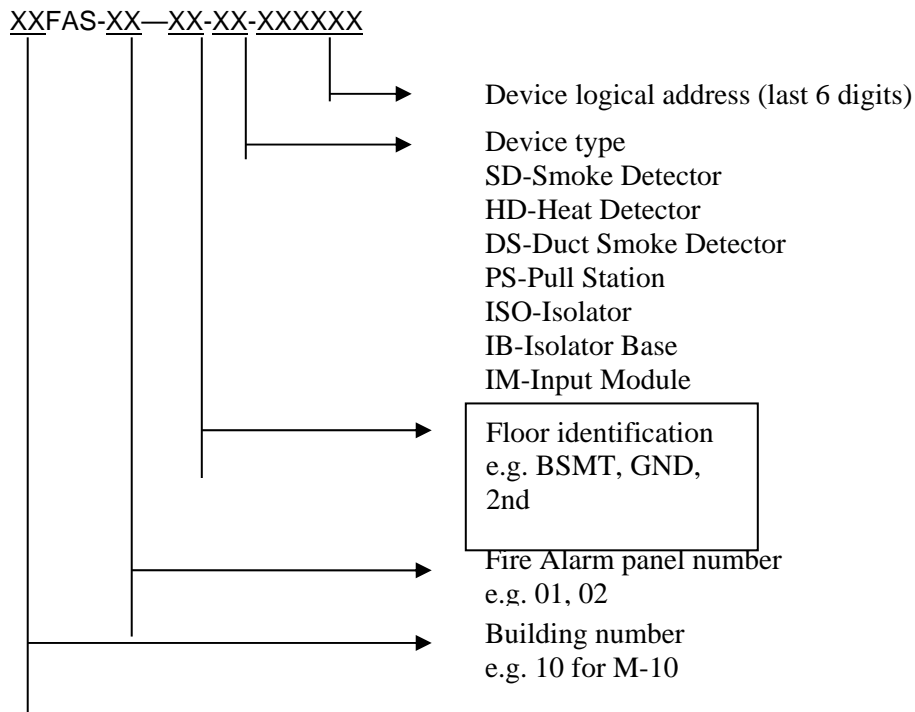 XXFAS-XX—XX-XX-XXXXXX
Device logical address (last 6 digits)
Device type
SD-Smoke Detector
HD-Heat Detector
DS-Duct Smoke Detector
PS-Pull Station
ISO-Isolator
IB-Isolator Base
IM-Input Module
Floor identification
e.g. BSMT, GND,
2nd
Fire Alarm panel number
e.g. 01, 02
Building number
e.g. 10 for M-10